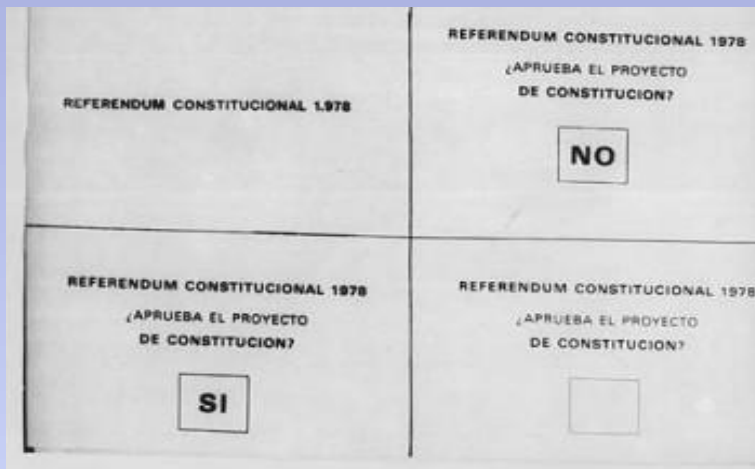 REFERENDUM CONSTITUCIONAL 1.978
REFERENDUM CONSTITUCIONAL 1978
¿APRUEBA EL PROYECTO
DE CONSTITUCION?
NO
REFERENDUM CONSTITUCIONAL 1978
¿APRUEBA EL PROYECTO
DE CONSTITUCION?
SI
REFERENDUM CONSTITUCIONAL 1978
¿APRUEBA EL PROYECTO
DE CONSTITUCION?